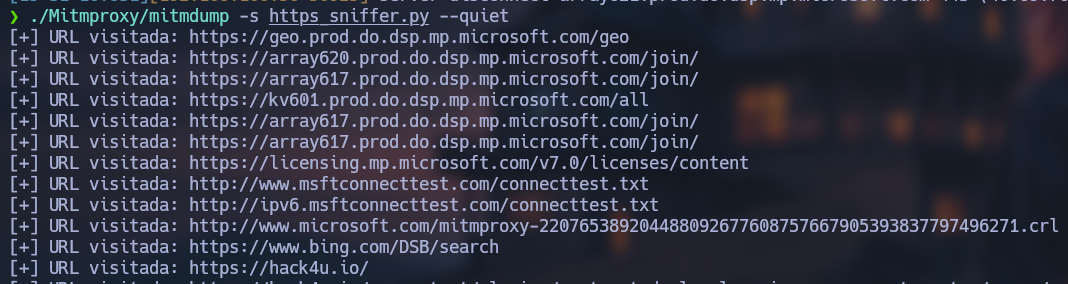 ❯ ./Mitmproxy/mitmdump -s https_sniffer.py --quiet
[+] URL visitada: https://geo.prod.do.dsp.mp.microsoft.com/geo
[+] URL visitada: https://array620.prod.do.dsp.mp.microsoft.com/join/
[+] URL visitada: https://array617.prod.do.dsp.mp.microsoft.com/join/
[+] URL visitada: https://kv601.prod.do.dsp.mp.microsoft.com/all
[+] URL visitada: https://array617.prod.do.dsp.mp.microsoft.com/join/
[+] URL visitada: https://array617.prod.do.dsp.mp.microsoft.com/join/
[+] URL visitada: https://licensing.mp.microsoft.com/v7.0/licenses/content
[+] URL visitada: http://www.msftconnecttest.com/connecttest.txt
[+] URL visitada: http://ipv6.msftconnecttest.com/connecttest.txt
[+] URL visitada: http://www.microsoft.com/mitmproxy-220765389204488092677608757667905393837797496271.crl
[+] URL visitada: https://www.bing.com/DSB/search
[+] URL visitada: https://hack4u.io/